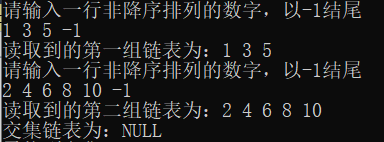 请输入一行非降序排列的数字，以-1结尾
1 3 5 -1
读取到的第一组链表为：1 3 5
请输入一行非降序排列的数字，以-1结尾
2 4 6 8 10 -1
读取到的第二组链表为：2 4 6 8 10
交集链表为：NULL